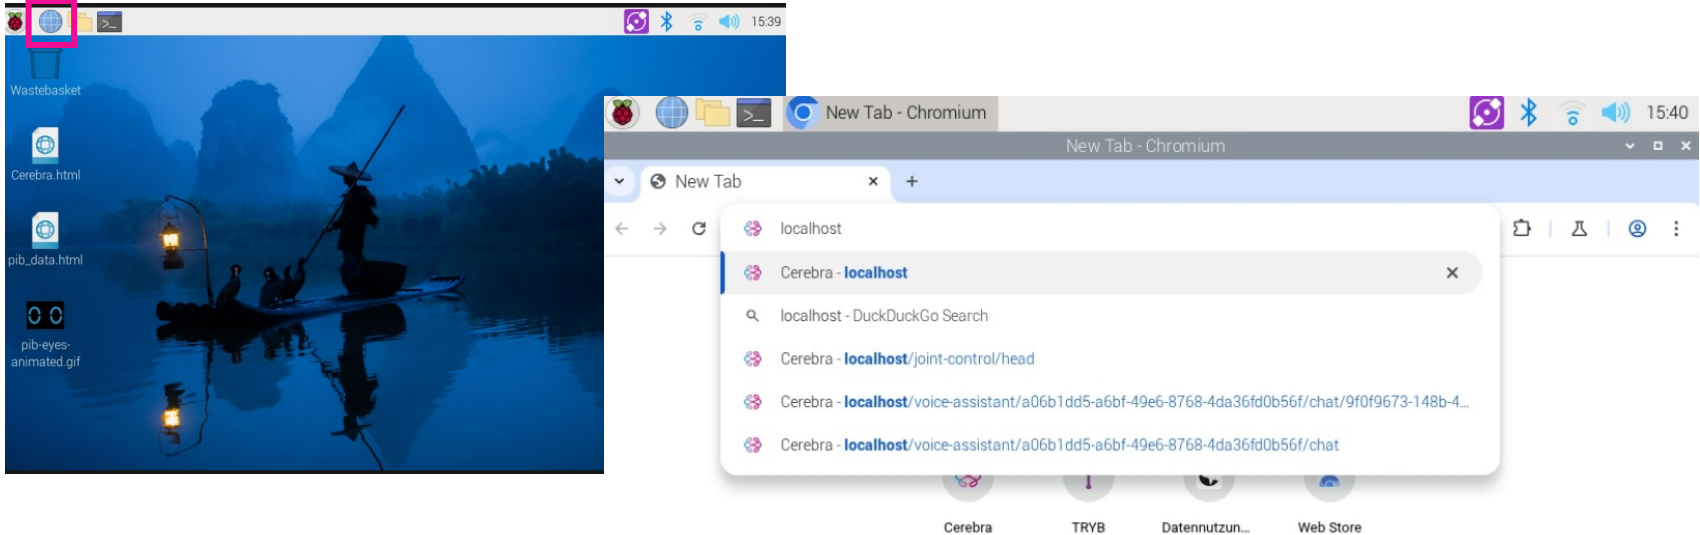 15:39
Wastebasket
Cerebra.html
pib_data.html
pib-eyes-
animated.gif
New Tab - Chromium
15:40
New Tab - Chromium
New Tab
localhost
Cerebra - localhost
localhost - DuckDuckGo Search
Cerebra - localhost/joint-control/head
Cerebra - localhost/voice-assistant/a06b1dd5-a6bf-49e6-8768-4da36fd0b56f/chat/9f0f9673-148b-4...
Cerebra - localhost/voice-assistant/a06b1dd5-a6bf-49e6-8768-4da36fd0b56f/chat
Cerebra
TRYB
Datennutzun...
Web Store